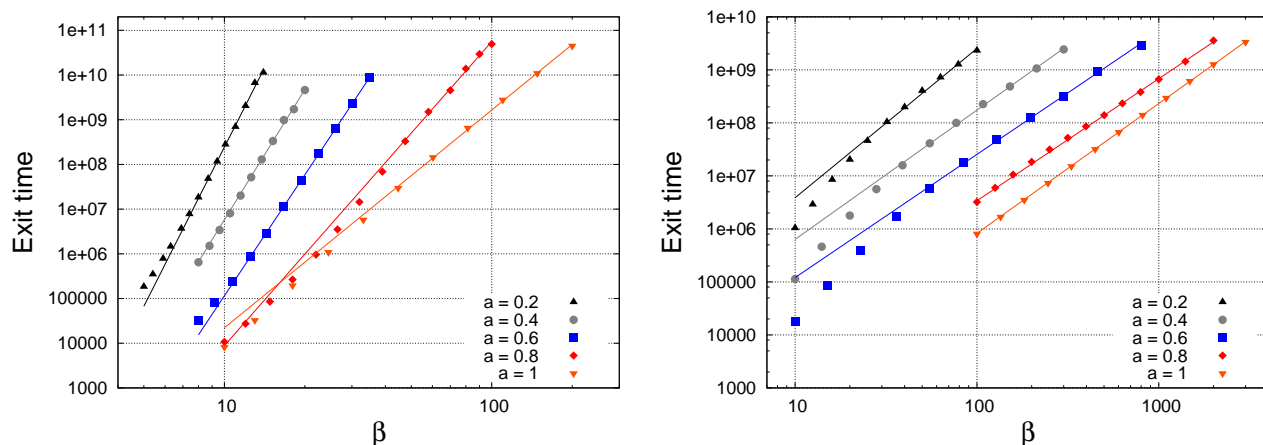 1e+11
1e+10
1e+09
1e+08
1e+07
1e+06
100000
10000
1000
10
100
Exit time
β
a = 0.2
a = 0.4
a = 0.6
a = 0.8
a = 1
1e+10
1e+09
1e+08
1e+07
1e+06
100000
10000
1000
10
100
1000
Exit time
β
a = 0.2
a = 0.4
a = 0.6
a = 0.8
a = 1